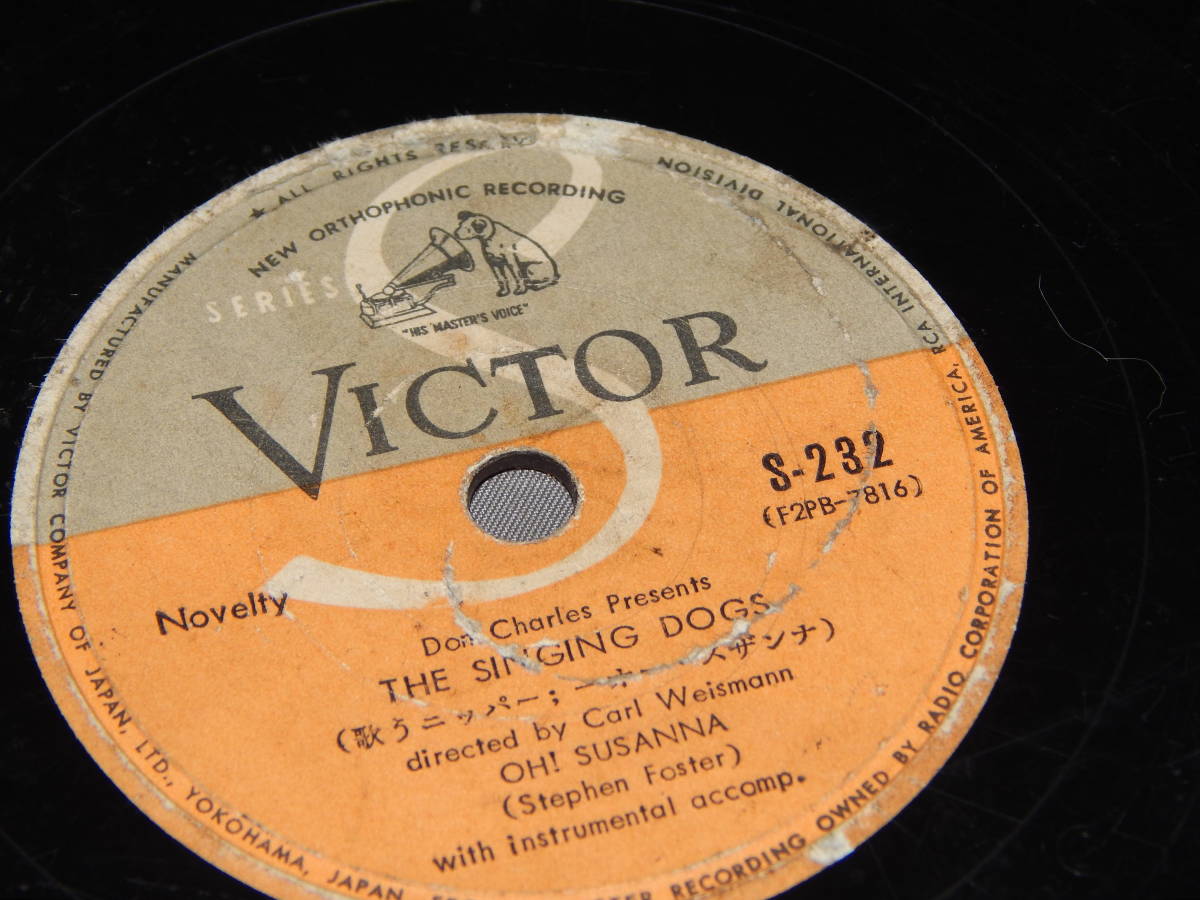 MANUFACTURED BY VICTOR COMPANY OF JAPAN, LTD., YOKOHAMA, JAPAN
RECORDING OWNED BY RADIO CORPORATION OF AMERICA, RCA INTERNATIONAL DIVISION
★ ALL RIGHTS
NEW ORTHOPHONIC RECORDING
SERIES
S
"HIS MASTER'S VOICE"
VICTOR
S-232
(F2PB-7816)
Novelty
Don Charles Presents
THE SINGING DOGS
(歌うニッパー; スザンナ)
directed by Carl Weismann
OH! SUSANNA
(Stephen Foster)
with instrumental accomp.